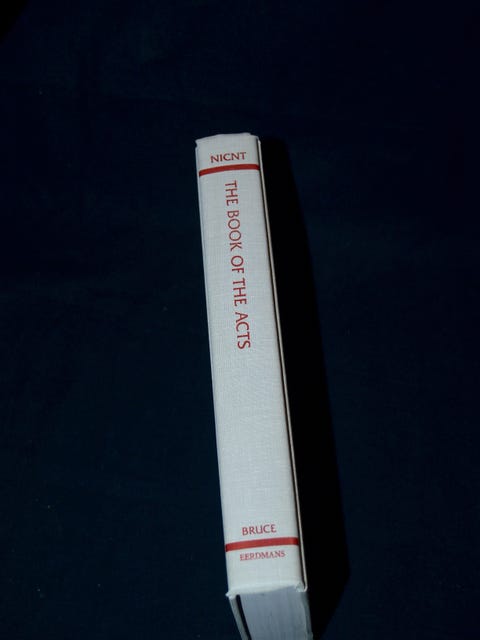 NICNT
THE BOOK OF THE ACTS
BRUCE
EERDMANS